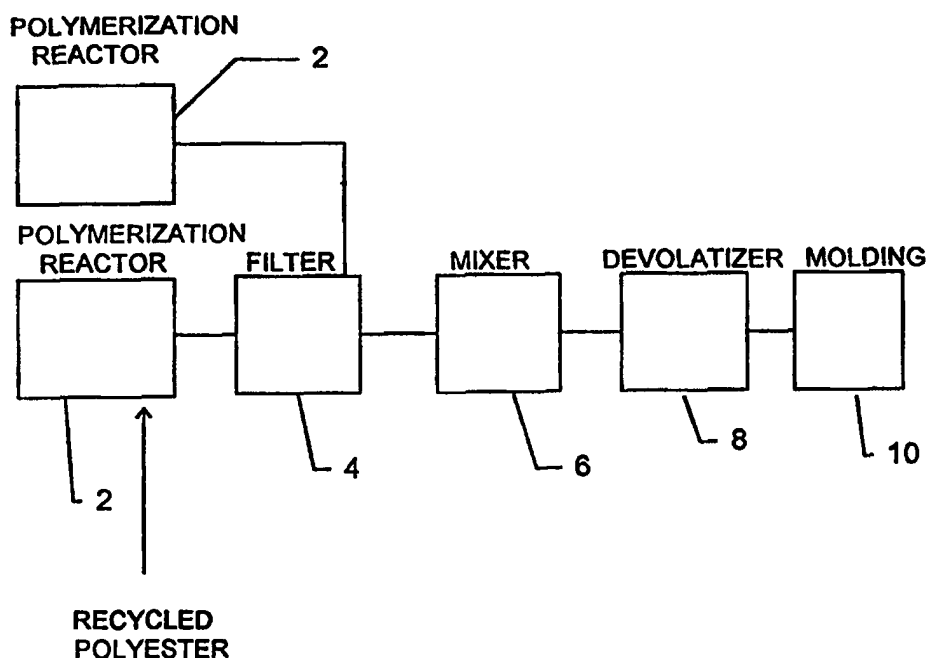 POLYMERIZATION
REACTOR
2
POLYMERIZATION
REACTOR
FILTER
MIXER
DEVOLATIZER
MOLDING
2
4
6
8
10
RECYCLED
POLYESTER